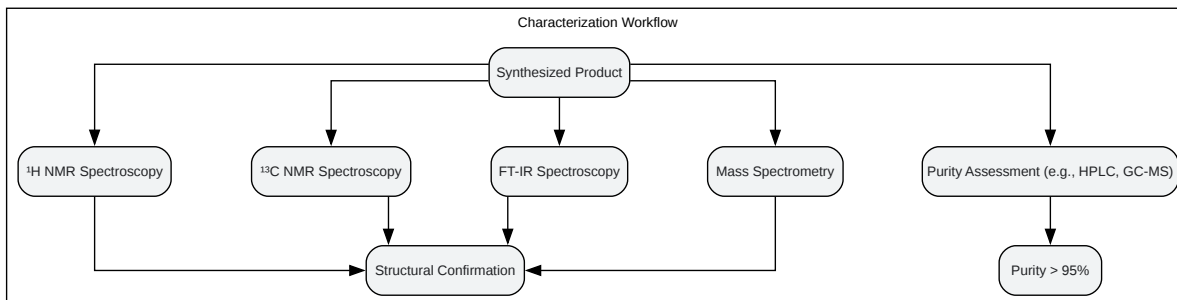 Characterization Workflow
Synthesized Product
¹H NMR Spectroscopy
¹³C NMR Spectroscopy
FT-IR Spectroscopy
Mass Spectrometry
Purity Assessment (e.g., HPLC, GC-MS)
Structural Confirmation
Purity > 95%